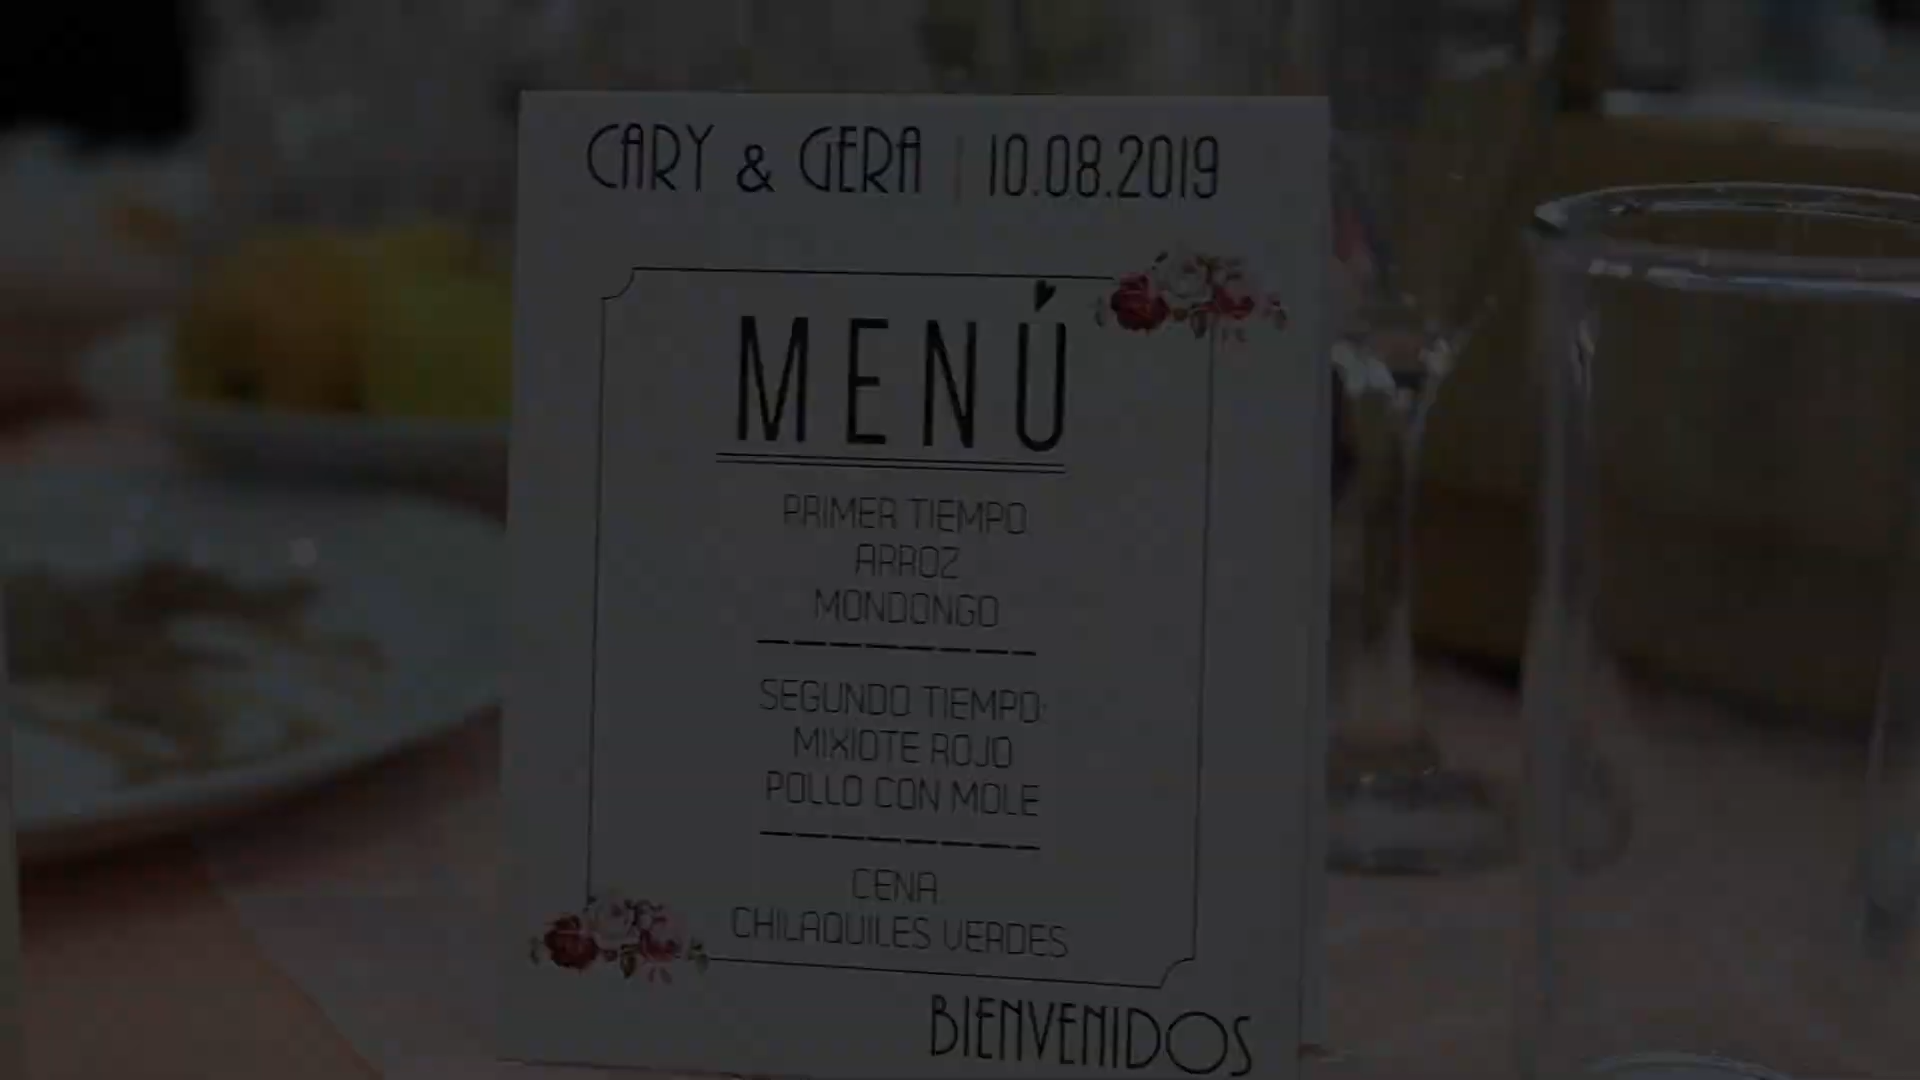 CARY & GERA | 10.08.2019
MENÚ
PRIMER TIEMPO
ARROZ
MONDONGO
SEGUNDO TIEMPO:
MIXIOTE ROJO
POLLO CON MOLE
CENA
CHILAQUILES VERDES
BIENVENIDOS